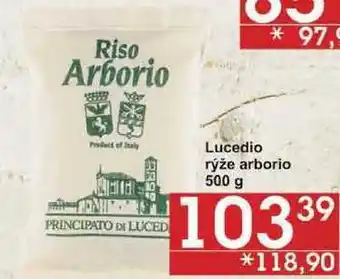 * 97,
Riso
Arborio
Product of Italy
PRINCIPATO DI LUCED
Lucedio
rýže arborio
500 g
103 39
*118,90